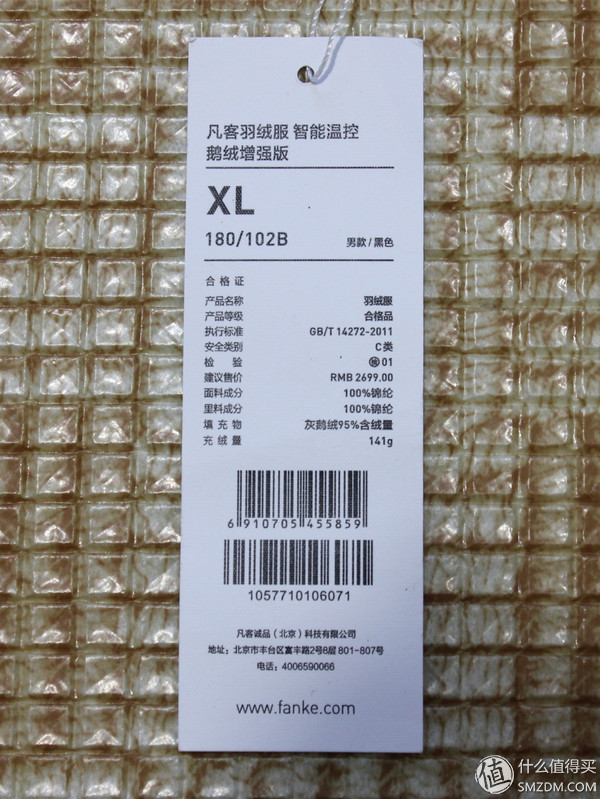 凡客羽绒服 智能温控
鹅绒增强版
XL
180/102B 男款/黑色
合格证
产品名称 羽绒服
产品等级 合格品
执行标准 GB/T 14272-2011
安全类别 C类
检验 01
建议售价 RMB 2699.00
面料成分 100%锦纶
里料成分 100%锦纶
填充物 灰鹅绒95%含绒量
充绒量 141g
6 910705 455859
1057710106071
凡客诚品（北京）科技有限公司
地址：北京市丰台区富丰路2号8层 801-807号
电话：4006590066
www.fanke.com
值 什么值得买
SMZDM.COM